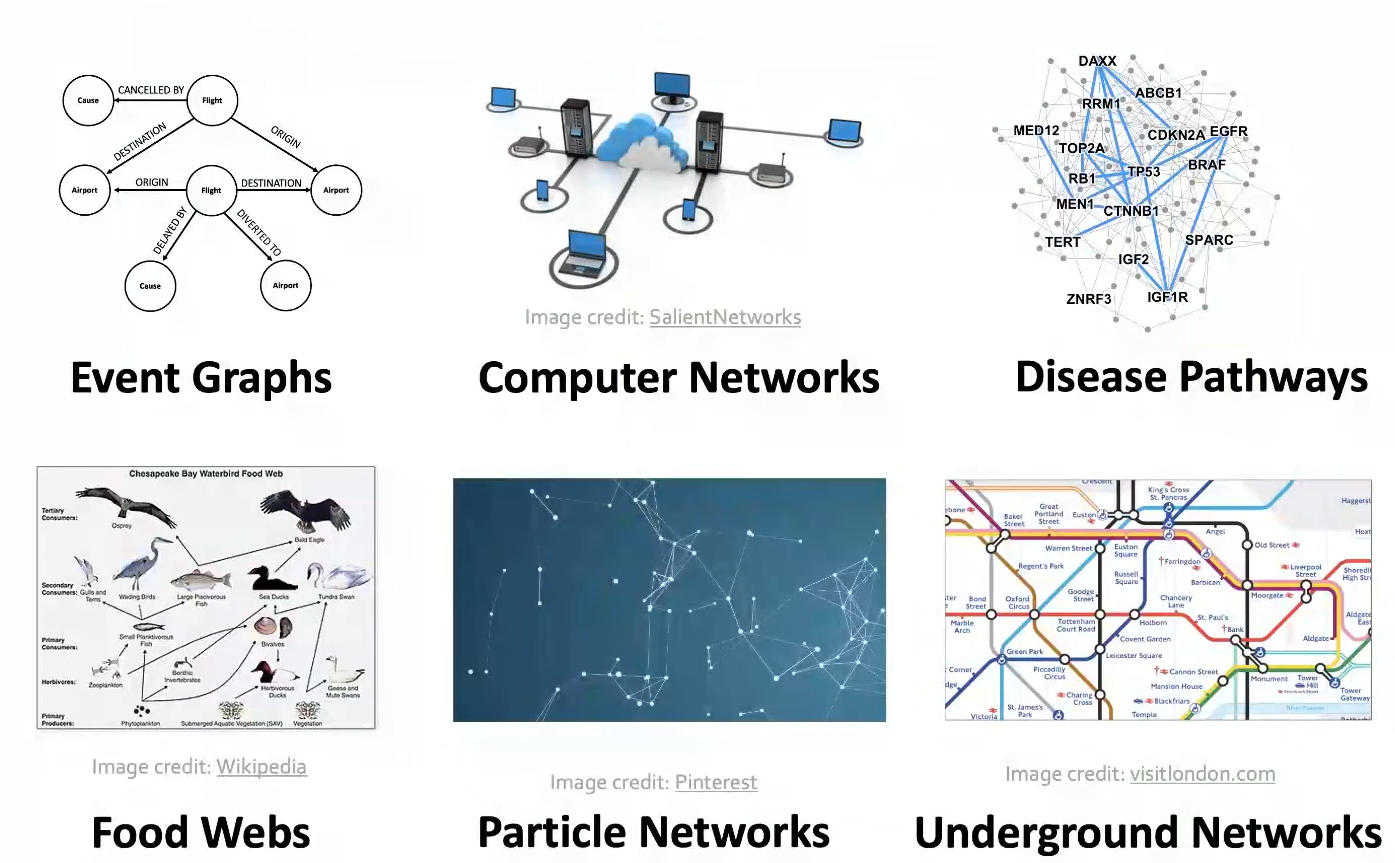 CANCELLED BY
Cause
Flight
DESTINATION
ORIGIN
Airport
ORIGIN
Flight
DESTINATION
Airport
DELAYED BY
DIVERTED TO
Cause
Airport
Event Graphs
Image credit: SalientNetworks
Computer Networks
DAXX
ABCB1
RRM1
MED12
CDKN2A
EGFR
TOP2A
BRAF
TP53
RB1
MEN1
CTNNB1
TERT
SPARC
IGF2
ZNRF3
IGF1R
Disease Pathways
Chesapeake Bay Waterbird Food Web
Tertiary
Consumers:
Osprey
Bald Eagle
Secondary
Consumers:
Gulls and
Terns
Wading Birds
Large Piscivorous
Fish
Sea Ducks
Tundra Swan
Primary
Consumers:
Small Planktivorous
Fish
Bivalves
Herbivores:
Zooplankton
Benthic
Invertebrates
Herbivorous
Ducks
Geese and
Mute Swans
Primary
Producers:
Phytoplankton
Submerged Aquatic Vegetation (SAV)
Vegetation
Image credit: Wikipedia
Food Webs
Image credit: Pinterest
Particle Networks
Crescent
King's Cross
St. Pancras
Haggerst
bone
Baker
Street
Great
Portland
Street
Euston
Angel
Hoxt
Warren Street
Euston
Square
Old Street
Farringdon
Liverpool
Street
Shoredi
High Str
Regent's Park
Russell
Square
Barbican
Moorgate
Bond
Street
Oxford
Circus
Goodge
Street
Chancery
Lane
St. Paul's
Marble
Arch
Tottenham
Court Road
Holborn
Bank
Aldgate
Aldgate
East
Covent Garden
Green Park
Leicester Square
Corner
Piccadilly
Circus
Cannon Street
Monument
Tower
Hill
Tower
Gateway
Mansion House
Charing
Cross
Blackfriars
Victoria
St. James's
Park
Temple
Image credit: visitlondon.com
Underground Networks